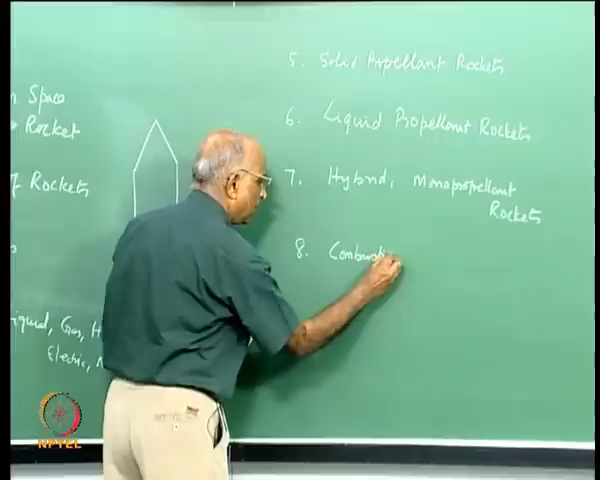 Space
Rocket
Rockets
5. Solid Propellant Rockets
6. Liquid Propellant Rockets
7. Hybrid, Monopropellant
Rockets
8. Combusti
Gas, H
Electric,
NPTEL